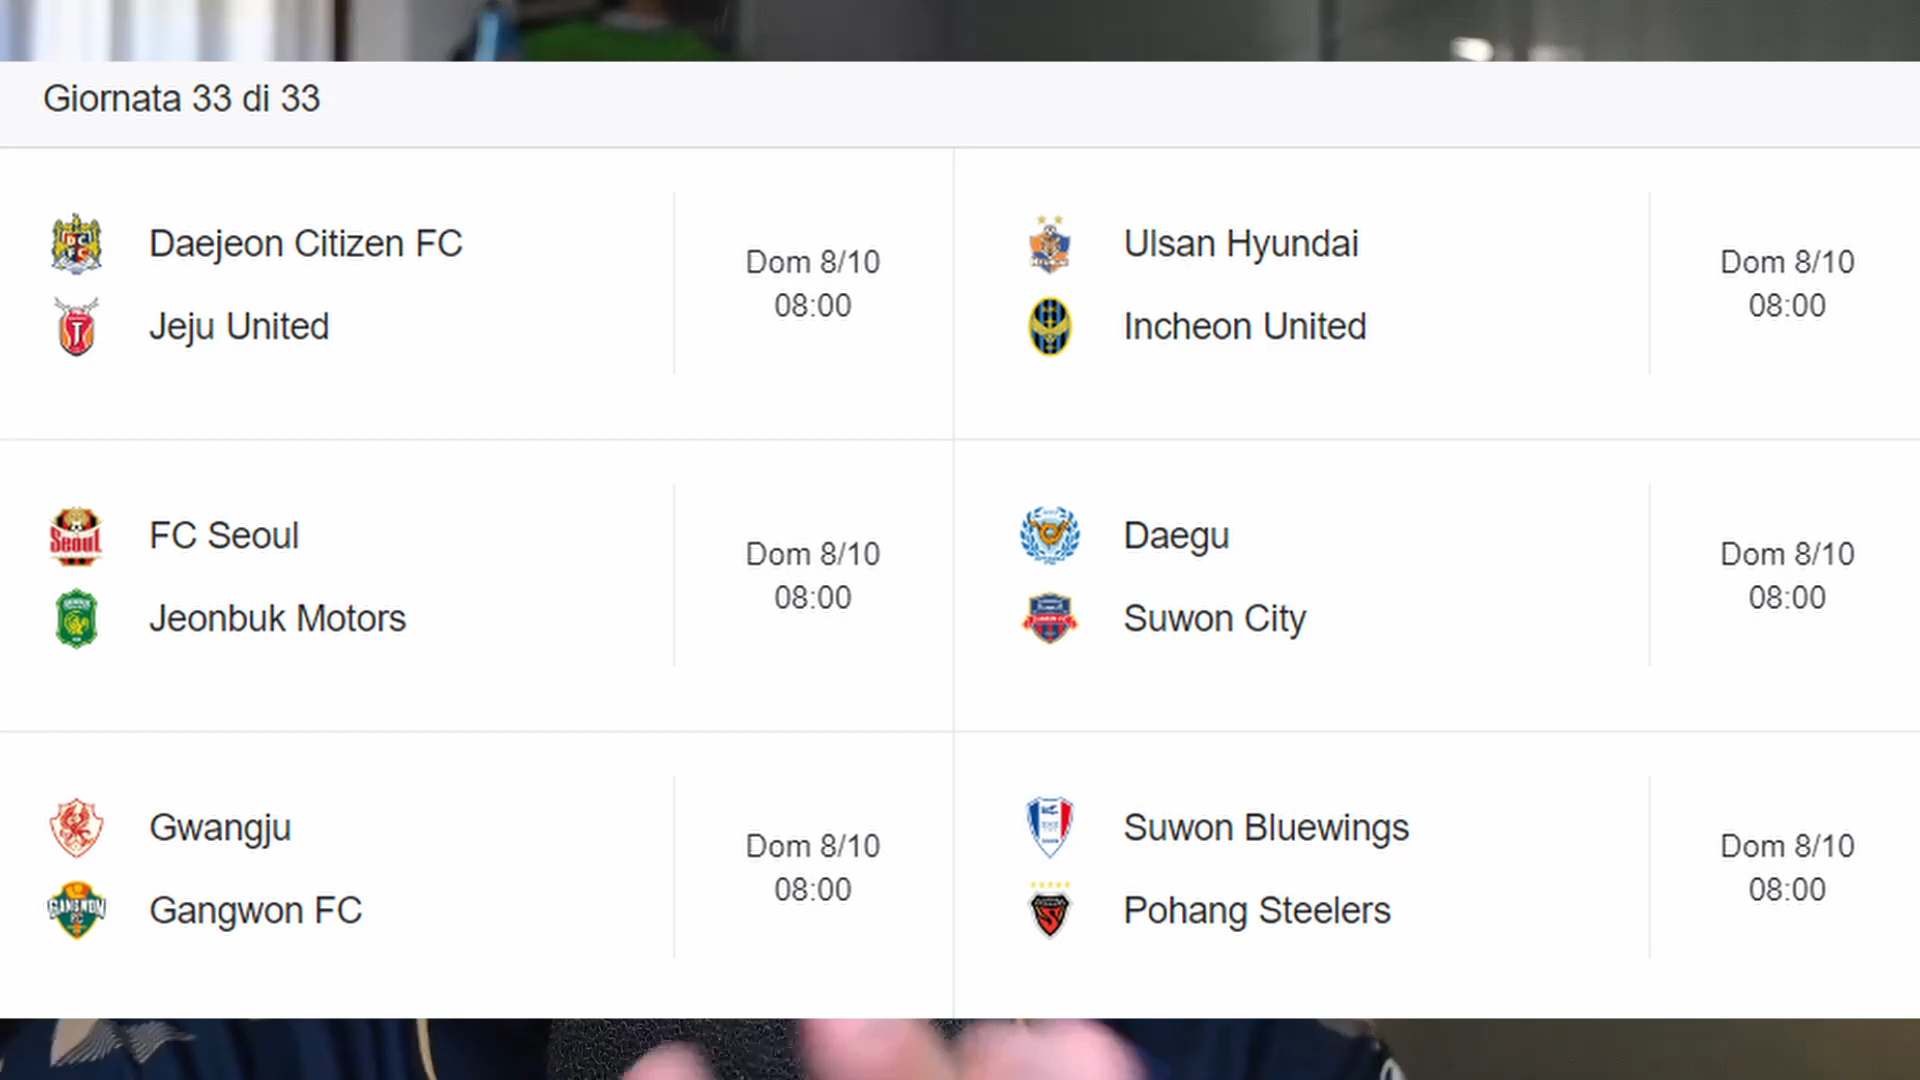 Giornata 33 di 33
Daejeon Citizen FC
Jeju United
Dom 8/10
08:00
Ulsan Hyundai
Incheon United
Dom 8/10
08:00
FC Seoul
Jeonbuk Motors
Dom 8/10
08:00
Daegu
Suwon City
Dom 8/10
08:00
Gwangju
Gangwon FC
Dom 8/10
08:00
Suwon Bluewings
Pohang Steelers
Dom 8/10
08:00
Seoul
GANGWON